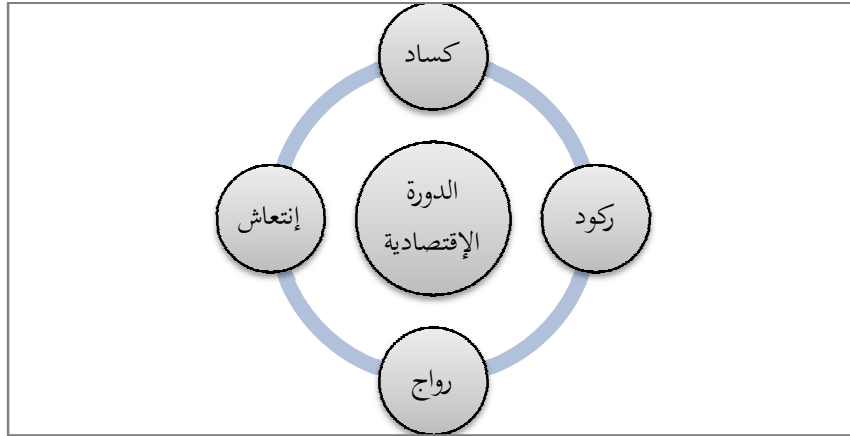 كساد
ركود
الدورة
الإقتصادية
إنتعاش
رواج